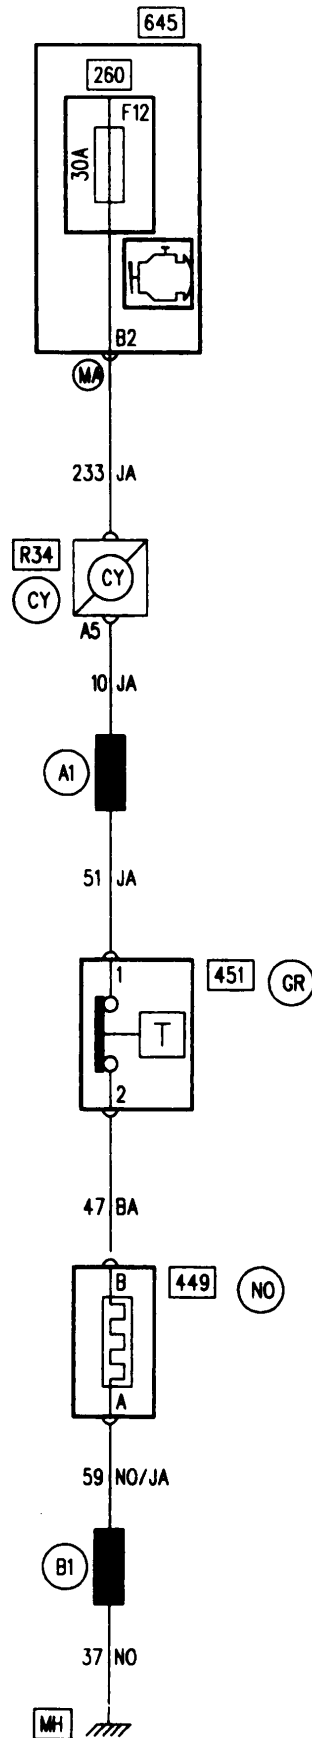 645
260
F12
30A
B2
MA
233 JA
R34
CY
CY
A5
10 JA
A1
51 JA
451
GR
1
T
2
47 BA
B
449
NO
A
59 NO/JA
B1
37 NO
MH